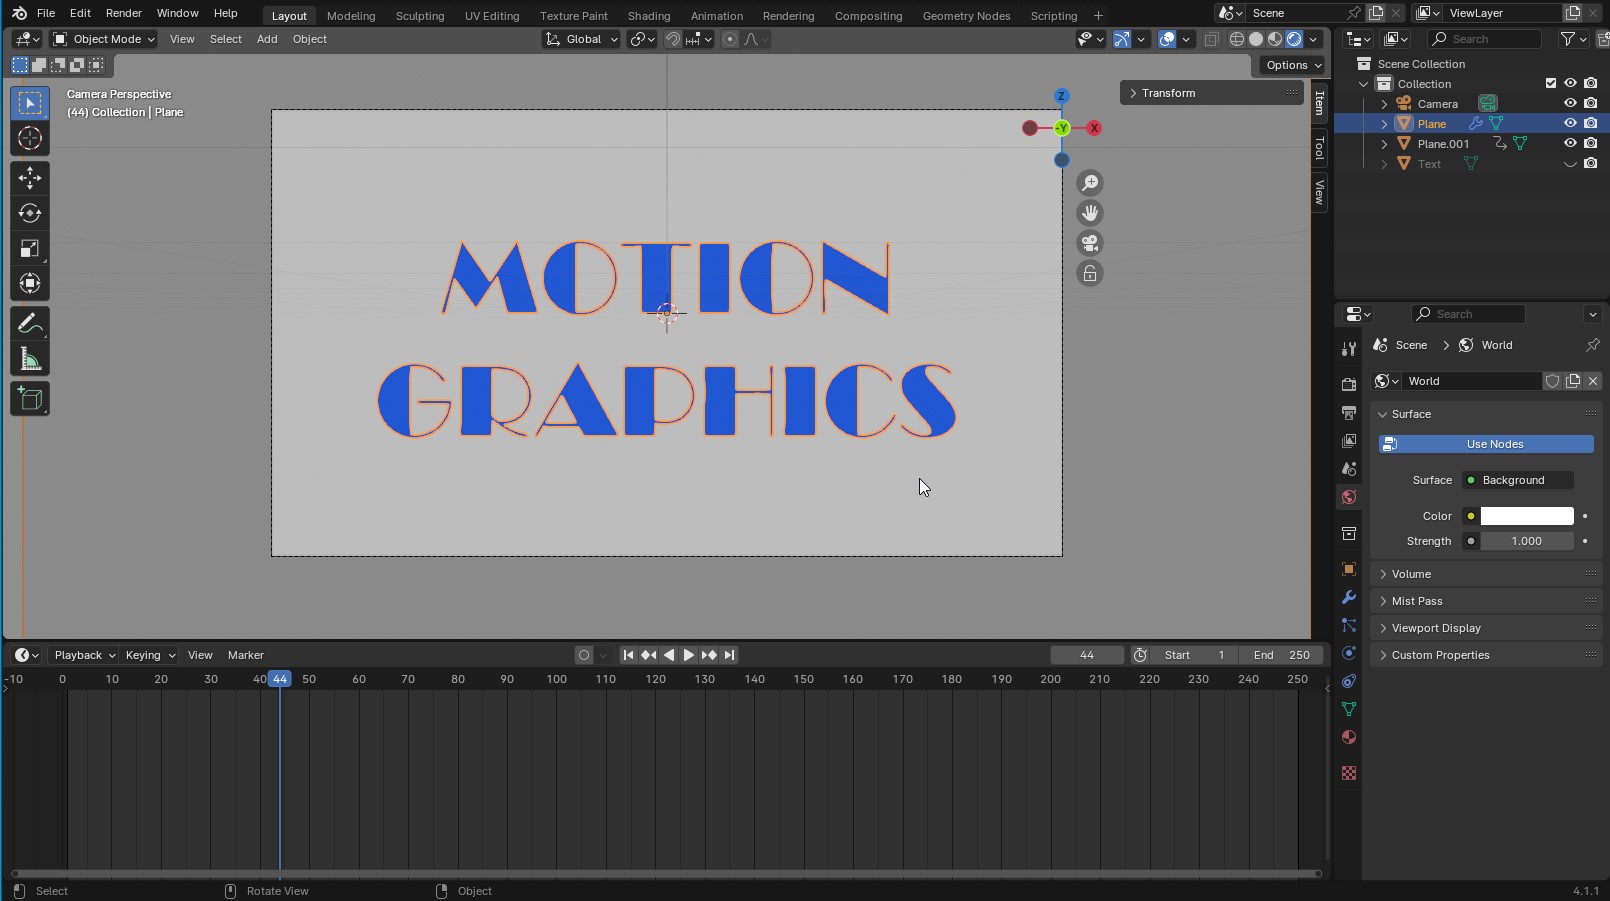 File Edit Render Window Help Layout Modeling Sculpting UV Editing Texture Paint Shading Animation Rendering Compositing Geometry Nodes Scripting + Scene ViewLayer
Object Mode View Select Add Object Global Search
Options
Camera Perspective
(44) Collection | Plane
Transform
Item
Tool
View
Z
-Y
X
MOTION
GRAPHICS
Scene Collection
Collection
Camera
Plane
Plane.001
Text
Search
Scene > World
World
Surface
Use Nodes
Surface Background
Color
Strength 1.000
Volume
Mist Pass
Viewport Display
Custom Properties
Playback Keying View Marker 44 Start 1 End 250
-10 0 10 20 30 40 44 50 60 70 80 90 100 110 120 130 140 150 160 170 180 190 200 210 220 230 240 250
Select Rotate View Object 4.1.1